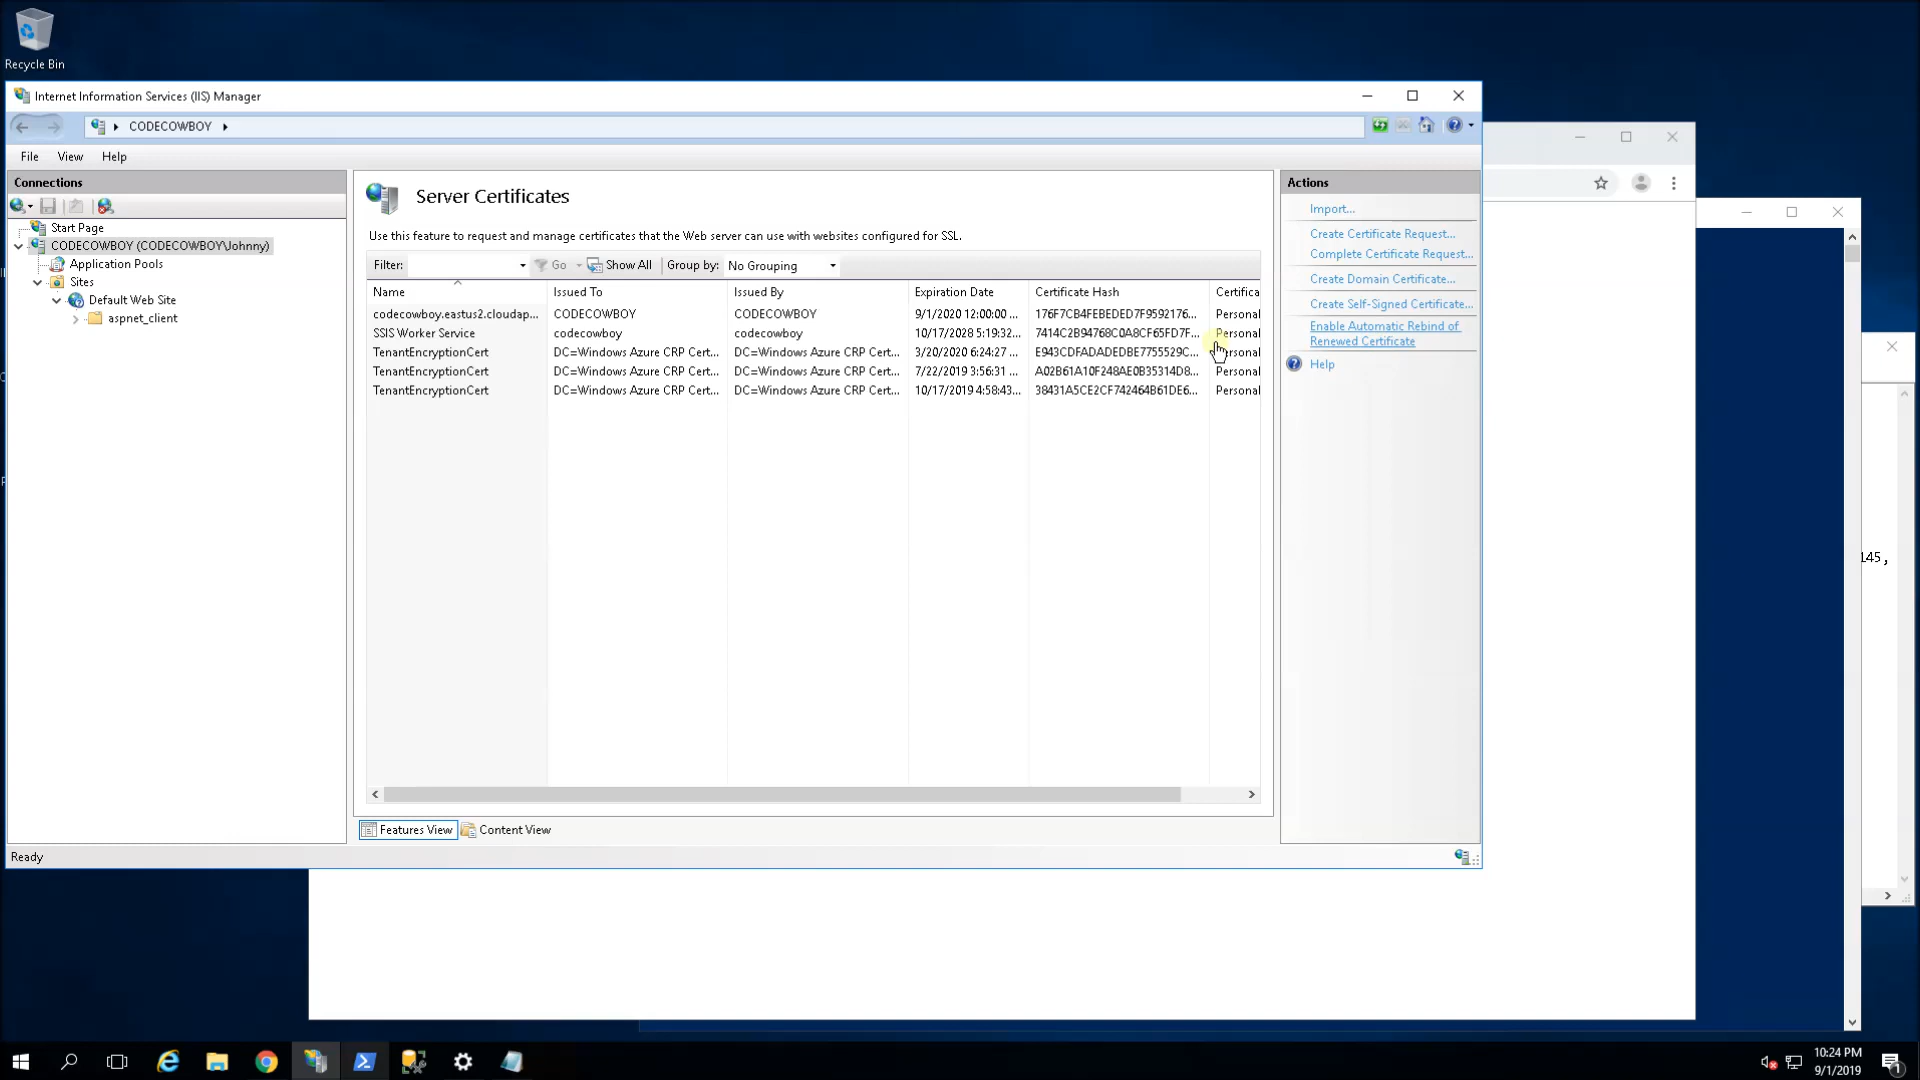 Recycle Bin
Internet Information Services (IIS) Manager
CODECOWBOY
File View Help
Connections
Start Page
CODECOWBOY (CODECOWBOY\Johnny)
Application Pools
Sites
Default Web Site
aspnet_client
Server Certificates
Use this feature to request and manage certificates that the Web server can use with websites configured for SSL.
Filter: Go Show All Group by: No Grouping
Name Issued To Issued By Expiration Date Certificate Hash Certifica
codecowboy.eastus2.cloudap... CODECOWBOY CODECOWBOY 9/1/2020 12:00:00 ... 176F7CB4FEBEDED7F9592176... Personal
SSIS Worker Service codecowboy codecowboy 10/17/2028 5:19:32... 7414C2B94768C0A8CF65FD7F... Personal
TenantEncryptionCert DC=Windows Azure CRP Cert... DC=Windows Azure CRP Cert... 3/20/2020 6:24:27 ... E943CDFADADEDBE7755529C... Personal
TenantEncryptionCert DC=Windows Azure CRP Cert... DC=Windows Azure CRP Cert... 7/22/2019 3:56:31 ... A02B61A10F248AE0B35314D8... Personal
TenantEncryptionCert DC=Windows Azure CRP Cert... DC=Windows Azure CRP Cert... 10/17/2019 4:58:43... 38431A5CE2CF742464B61DE6... Personal
Features View Content View
Ready
Actions
Import...
Create Certificate Request...
Complete Certificate Request...
Create Domain Certificate...
Create Self-Signed Certificate...
Enable Automatic Rebind of
Renewed Certificate
Help
145,
10:24 PM
9/1/2019
1